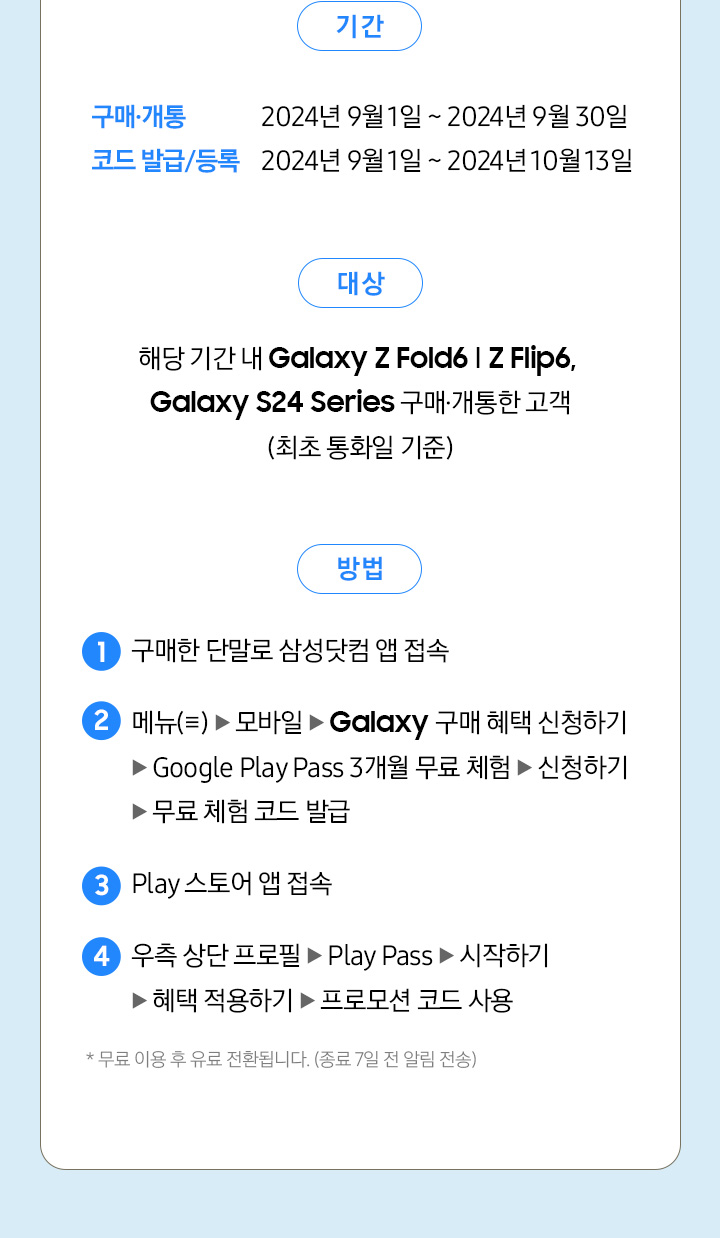 기간
구매·개통 2024년 9월 1일 ~ 2024년 9월 30일
코드 발급/등록 2024년 9월 1일 ~ 2024년 10월 13일
대상
해당 기간 내 Galaxy Z Fold6 | Z Flip6,
Galaxy S24 Series 구매·개통한 고객
(최초 통화일 기준)
방법
1 구매한 단말로 삼성닷컴 앱 접속
2 메뉴(≡) ▶ 모바일 ▶ Galaxy 구매 혜택 신청하기
▶ Google Play Pass 3개월 무료 체험 ▶ 신청하기
▶ 무료 체험 코드 발급
3 Play 스토어 앱 접속
4 우측 상단 프로필 ▶ Play Pass ▶ 시작하기
▶ 혜택 적용하기 ▶ 프로모션 코드 사용
* 무료 이용 후 유료 전환됩니다. (종료 7일 전 알림 전송)